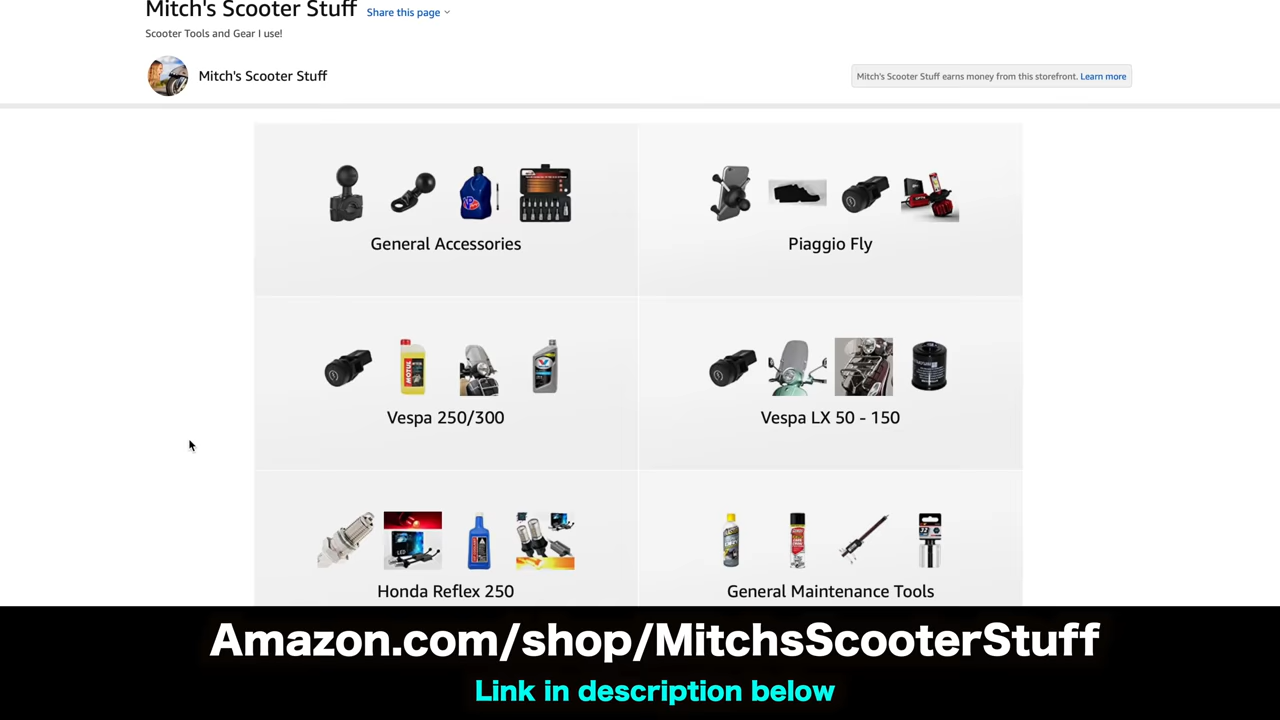 Mitch's Scooter Stuff
Share this page
Scooter Tools and Gear I use!
Mitch's Scooter Stuff
Mitch's Scooter Stuff earns money from this storefront. Learn more
General Accessories
Piaggio Fly
MOTUL
Vespa 250/300
Vespa LX 50 - 150
LED
Honda Reflex 250
General Maintenance Tools
Amazon.com/shop/MitchsScooterStuff
Link in description below